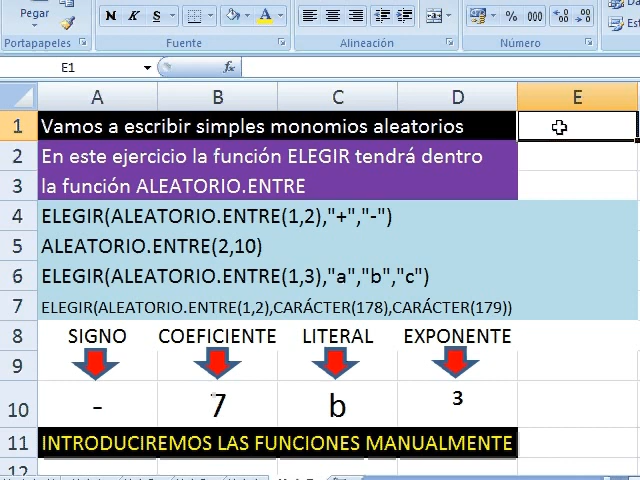 Pegar
N K S
A
%
000
Portapapeles
Fuente
Alineación
Número
E1
fx
A B C D E
1 Vamos a escribir simples monomios aleatorios
2 En este ejercicio la función ELEGIR tendrá dentro
3 la función ALEATORIO.ENTRE
4 ELEGIR(ALEATORIO.ENTRE(1,2),"+","-")
5 ALEATORIO.ENTRE(2,10)
6 ELEGIR(ALEATORIO.ENTRE(1,3),"a","b","c")
7 ELEGIR(ALEATORIO.ENTRE(1,2),CARÁCTER(178),CARÁCTER(179))
8 SIGNO COEFICIENTE LITERAL EXPONENTE
9
10 - 7 b 3
11 INTRODUCIREMOS LAS FUNCIONES MANUALMENTE
12